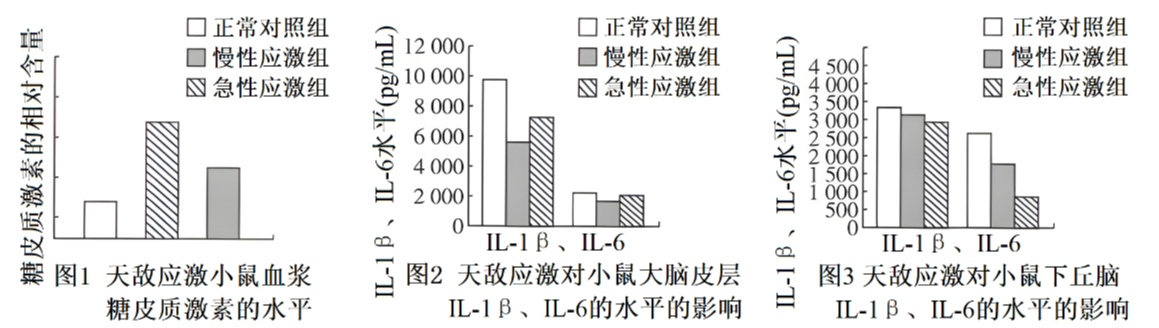 糖皮质激素的相对含量
正常对照组
慢性应激组
急性应激组
图1 天敌应激小鼠血浆
糖皮质激素的水平
IL-1β、IL-6水平(pg/mL)
12 000
10 000
8 000
6 000
4 000
2 000
0
正常对照组
慢性应激组
急性应激组
IL-1β、IL-6
图2 天敌应激对小鼠大脑皮层
IL-1β、IL-6的水平的影响
IL-1β、IL-6水平(pg/mL)
4 500
4 000
3 500
3 000
2 500
2 000
1 500
1 000
500
0
正常对照组
慢性应激组
急性应激组
IL-1β、IL-6
图3 天敌应激对小鼠下丘脑
IL-1β、IL-6的水平的影响